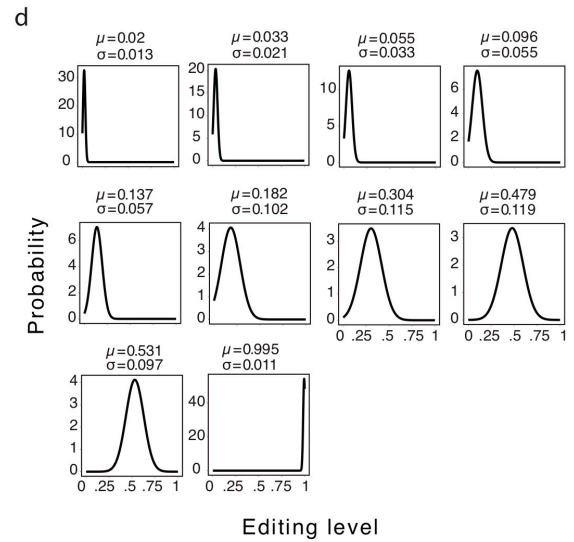 d
μ=0.02 μ=0.033 μ=0.055 μ=0.096
σ=0.013 σ=0.021 σ=0.033 σ=0.055
30 20 10 0
20 15 10 5 0
10 5 0
6 4 2 0
μ=0.137 μ=0.182 μ=0.304 μ=0.479
σ=0.057 σ=0.102 σ=0.115 σ=0.119
6 4 2 0
4 3 2 1 0
3 2 1 0
3 2 1 0
0 .25 .5 .75 1 0 .25 .5 .75 1
μ=0.531 μ=0.995
σ=0.097 σ=0.011
4 3 2 1 0
40 20 0
0 .25 .5 .75 1 0 .25 .5 .75 1
Probability
Editing level